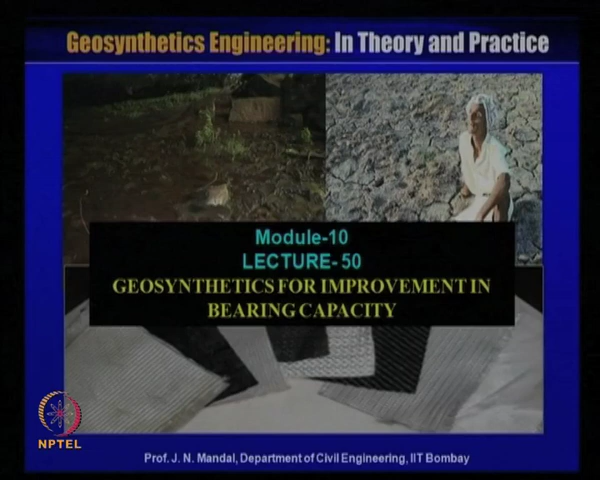 Geosynthetics Engineering: In Theory and Practice
Module-10
LECTURE- 50
GEOSYNTHETICS FOR IMPROVEMENT IN
BEARING CAPACITY
NPTEL
Prof. J. N. Mandal, Department of Civil Engineering, IIT Bombay